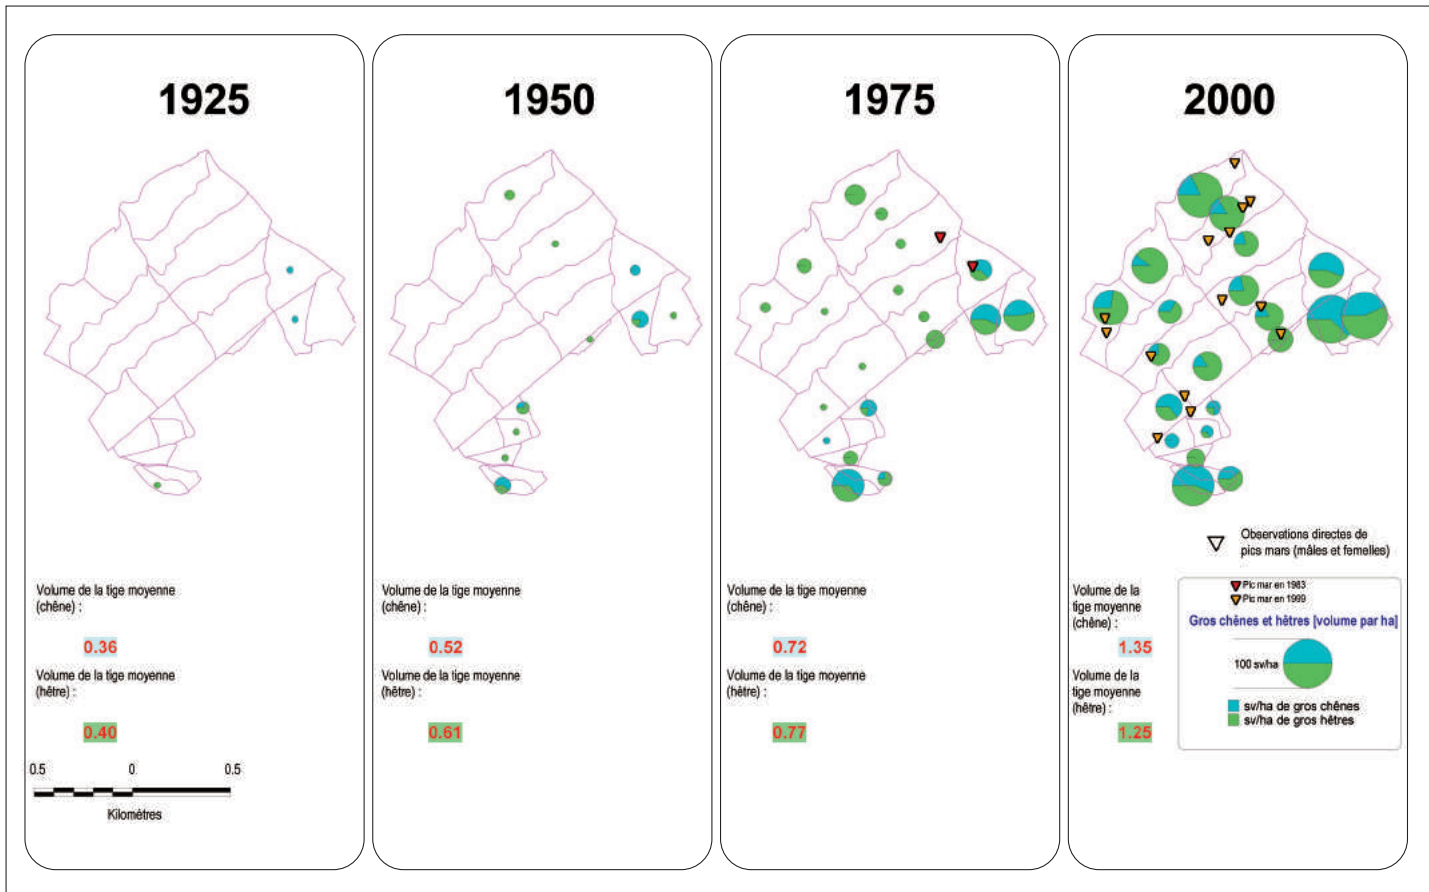 1925
Volume de la tige moyenne
(chêne) :
0.36
Volume de la tige moyenne
(hêtre) :
0.40
0.5 0 0.5
Kilomètres
1950
Volume de la tige moyenne
(chêne) :
0.52
Volume de la tige moyenne
(hêtre) :
0.61
1975
Volume de la tige moyenne
(chêne) :
0.72
Volume de la tige moyenne
(hêtre) :
0.77
2000
Observations directes de
pics mars (mâles et femelles)
Volume de la
tige moyenne
(chêne) :
1.35
Volume de la
tige moyenne
(hêtre) :
1.25
Pic mar en 1983
Pic mar en 1999
Gros chênes et hêtres [volume par ha]
100 sv/ha
sv/ha de gros chênes
sv/ha de gros hêtres